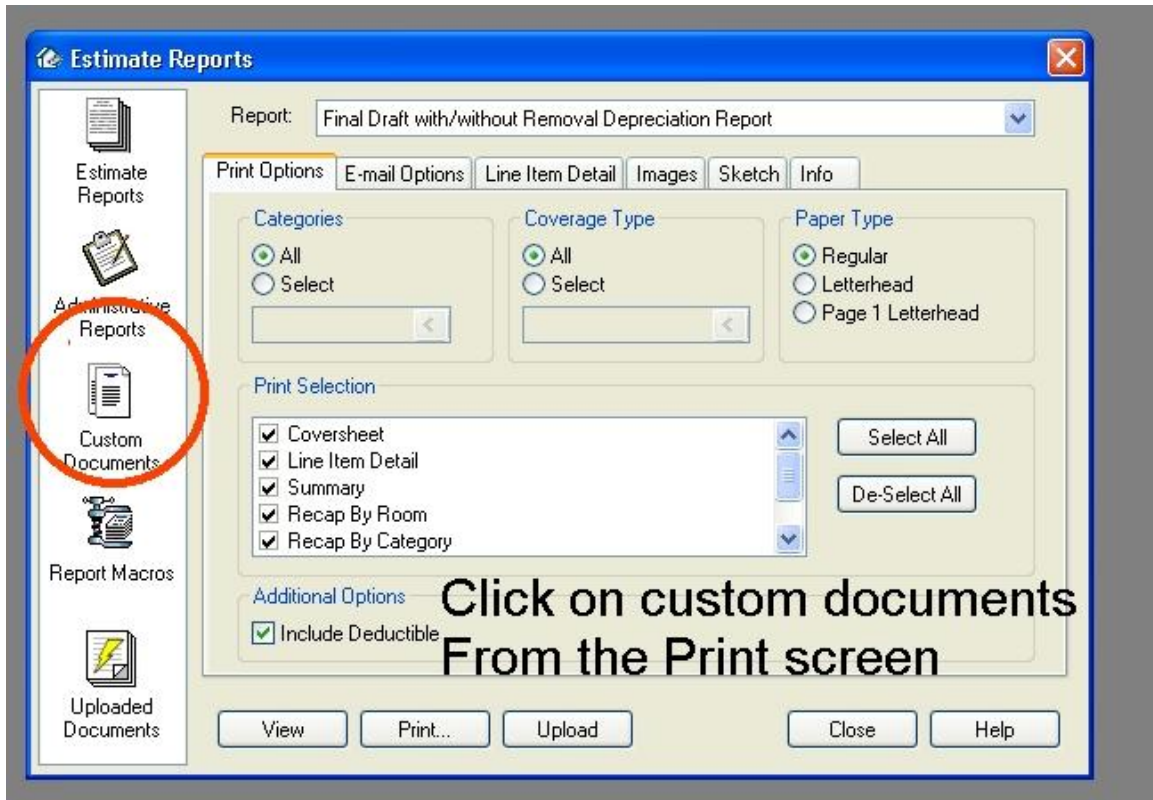 Estimate Reports
Estimate
Reports
Administrative
Reports
Custom
Documents
Report Macros
Uploaded
Documents
Report: Final Draft with/without Removal Depreciation Report
Print Options E-mail Options Line Item Detail Images Sketch Info
Categories
All
Select
Coverage Type
All
Select
Paper Type
Regular
Letterhead
Page 1 Letterhead
Print Selection
Coversheet
Line Item Detail
Summary
Recap By Room
Recap By Category
Select All
De-Select All
Additional Options
Include Deductible
Click on custom documents
From the Print screen
View Print... Upload Close Help